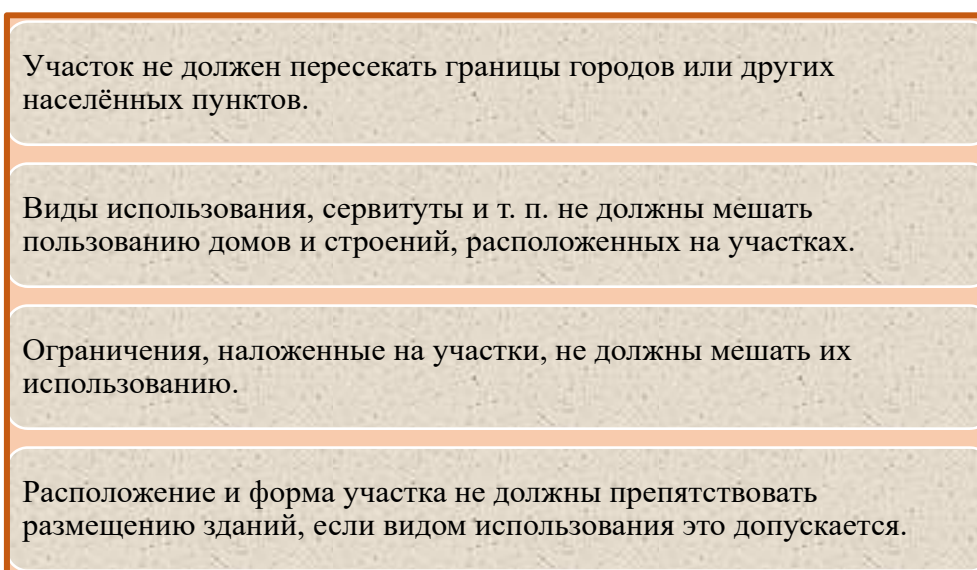 Участок не должен пересекать границы городов или других
населённых пунктов.
Виды использования, сервитуты и т. п. не должны мешать
пользованию домов и строений, расположенных на участках.
Ограничения, наложенные на участки, не должны мешать их
использованию.
Расположение и форма участка не должны препятствовать
размещению зданий, если видом использования это допускается.